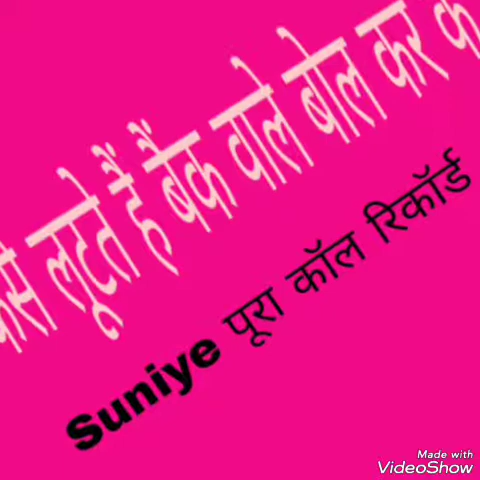 लूटते हैं बैंक वाले बोल कर
Suniye पूरा कॉल रिकॉर्ड
Made with
VideoShow